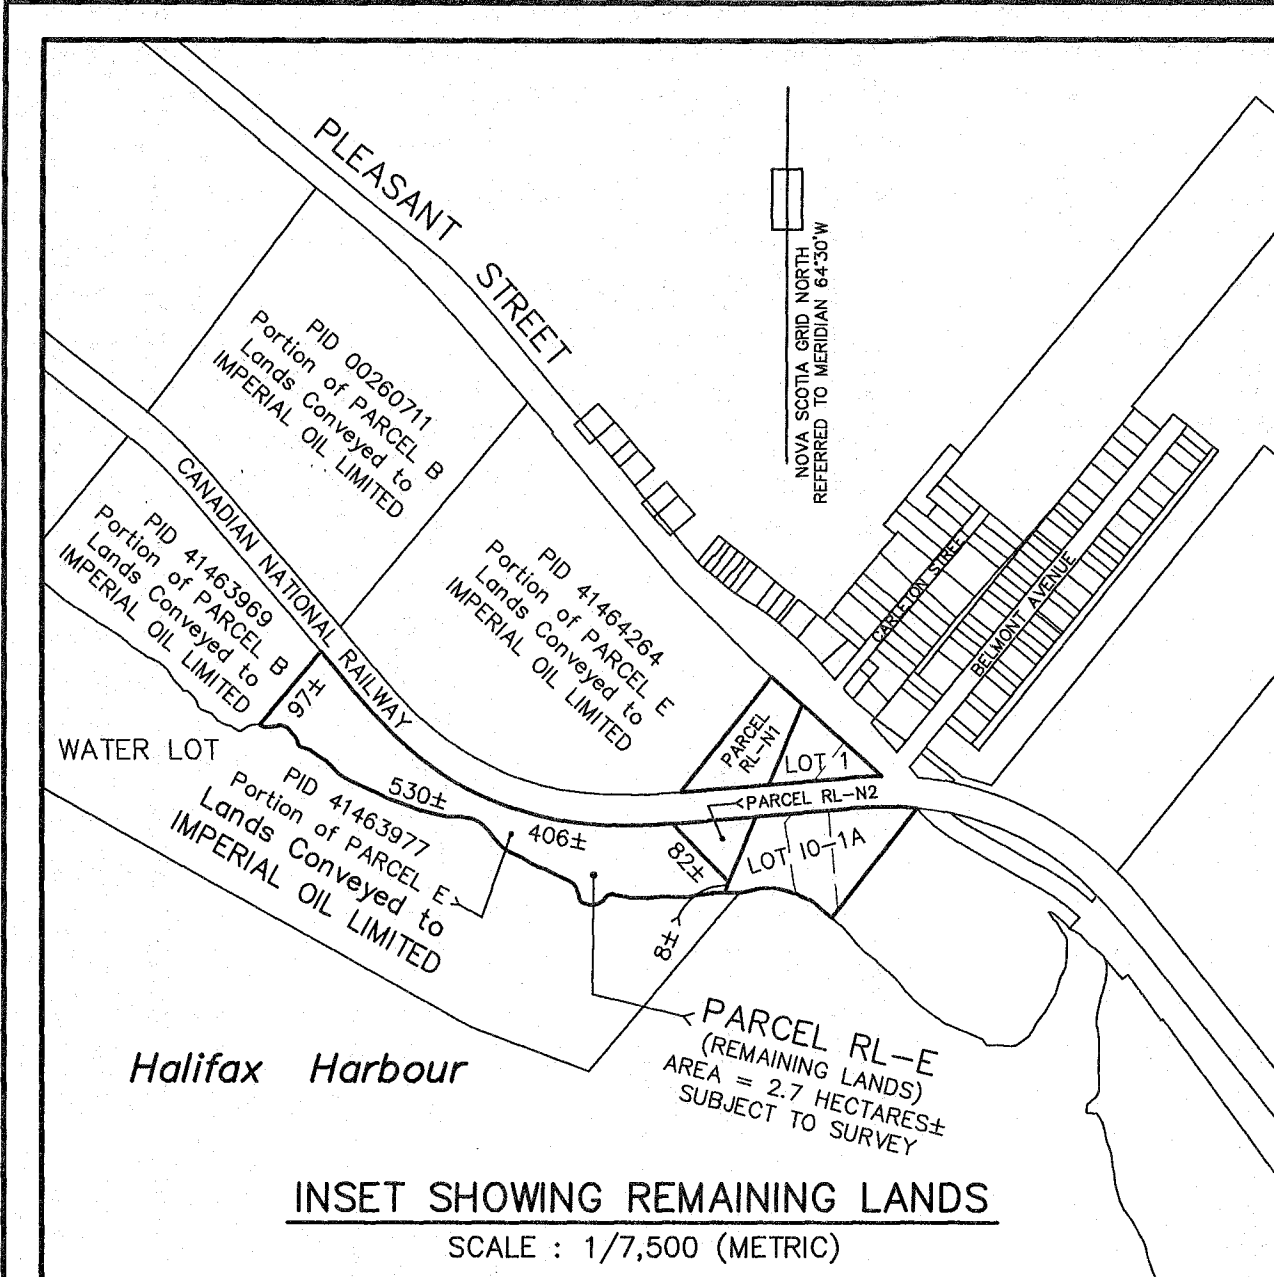 PLEASANT
STREET
NOVA SCOTIA GRID NORTH
REFERRED TO MERIDIAN 64°30'W
PID 00260711
Portion of PARCEL B
Lands Conveyed to
IMPERIAL OIL LIMITED
CANADIAN NATIONAL RAILWAY
PID 41463969
Portion of PARCEL B
Lands Conveyed to
IMPERIAL OIL LIMITED
PID 41464264
Portion of PARCEL E
Lands Conveyed to
IMPERIAL OIL LIMITED
CARLETON STREET
BELMONT AVENUE
97±
PARCEL
RL-N1
LOT 1
WATER LOT
PARCEL RL-N2
530±
406±
82±
LOT IO-1A
8±
PID 41463977
Portion of PARCEL E
Lands Conveyed to
IMPERIAL OIL LIMITED
PARCEL RL-E
(REMAINING LANDS)
AREA = 2.7 HECTARES±
SUBJECT TO SURVEY
Halifax Harbour
INSET SHOWING REMAINING LANDS
SCALE : 1/7,500 (METRIC)